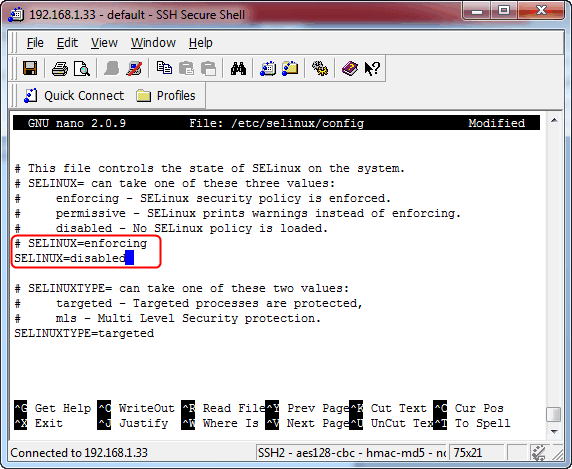 192.168.1.33 - default - SSH Secure Shell
File Edit View Window Help
Quick Connect Profiles
GNU nano 2.0.9 File: /etc/selinux/config Modified
# This file controls the state of SELinux on the system.
# SELINUX= can take one of these three values:
# enforcing - SELinux security policy is enforced.
# permissive - SELinux prints warnings instead of enforcing.
# disabled - No SELinux policy is loaded.
# SELINUX=enforcing
SELINUX=disabled
# SELINUXTYPE= can take one of these two values:
# targeted - Targeted processes are protected,
# mls - Multi Level Security protection.
SELINUXTYPE=targeted
^G Get Help ^O WriteOut ^R Read File ^Y Prev Page ^K Cut Text ^C Cur Pos
^X Exit ^J Justify ^W Where Is ^V Next Page ^U UnCut Tex ^T To Spell
Connected to 192.168.1.33 SSH2 - aes128-cbc - hmac-md5 - nc 75x21